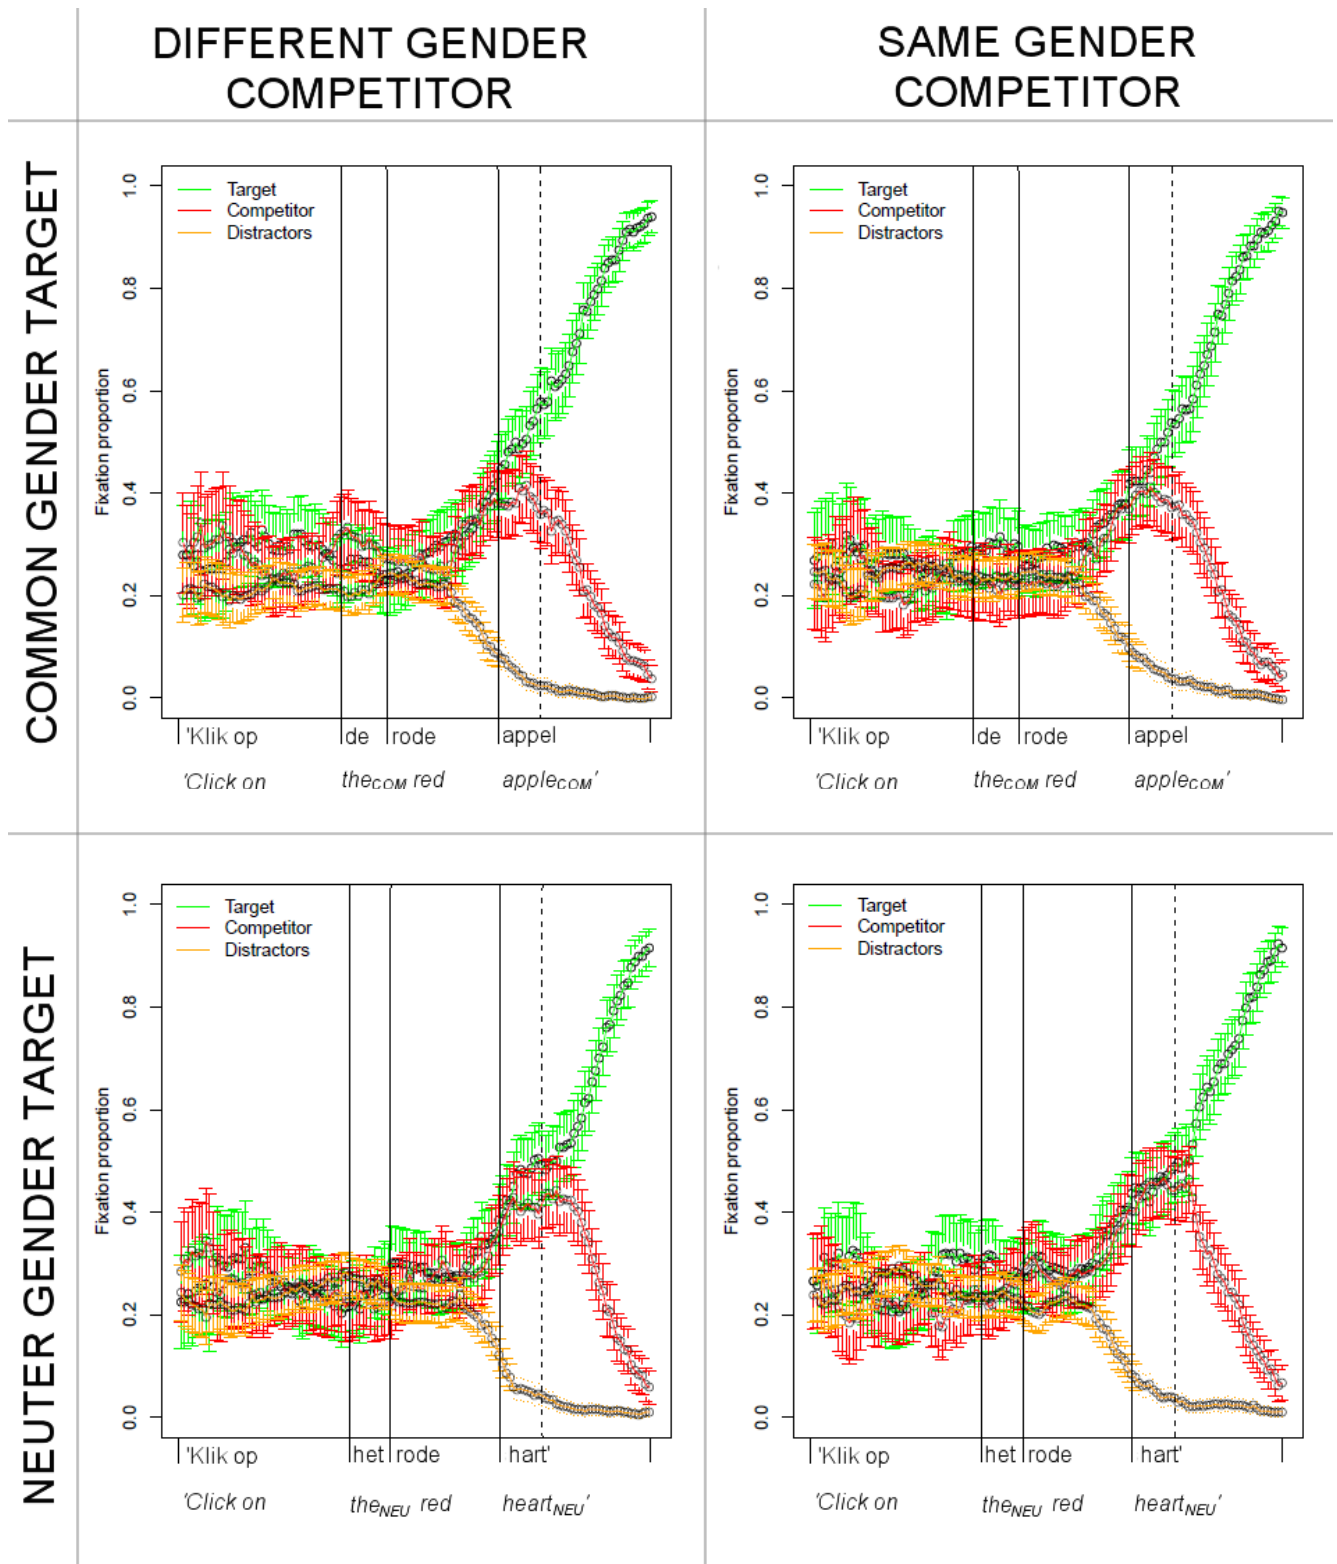 DIFFERENT GENDER
COMPETITOR
SAME GENDER
COMPETITOR
COMMON GENDER TARGET
Fixation proportion
1.0
0.8
0.6
0.4
0.2
0.0
Target
Competitor
Distractors
'Klik op de rode appel
'Click on theCOM red appleCOM'
Fixation proportion
1.0
0.8
0.6
0.4
0.2
0.0
Target
Competitor
Distractors
'Klik op de rode appel
'Click on theCOM red appleCOM'
NEUTER GENDER TARGET
Fixation proportion
1.0
0.8
0.6
0.4
0.2
0.0
Target
Competitor
Distractors
'Klik op het rode hart'
'Click on theNEU red heartNEU'
Fixation proportion
1.0
0.8
0.6
0.4
0.2
0.0
Target
Competitor
Distractors
'Klik op het rode hart'
'Click on theNEU red heartNEU'